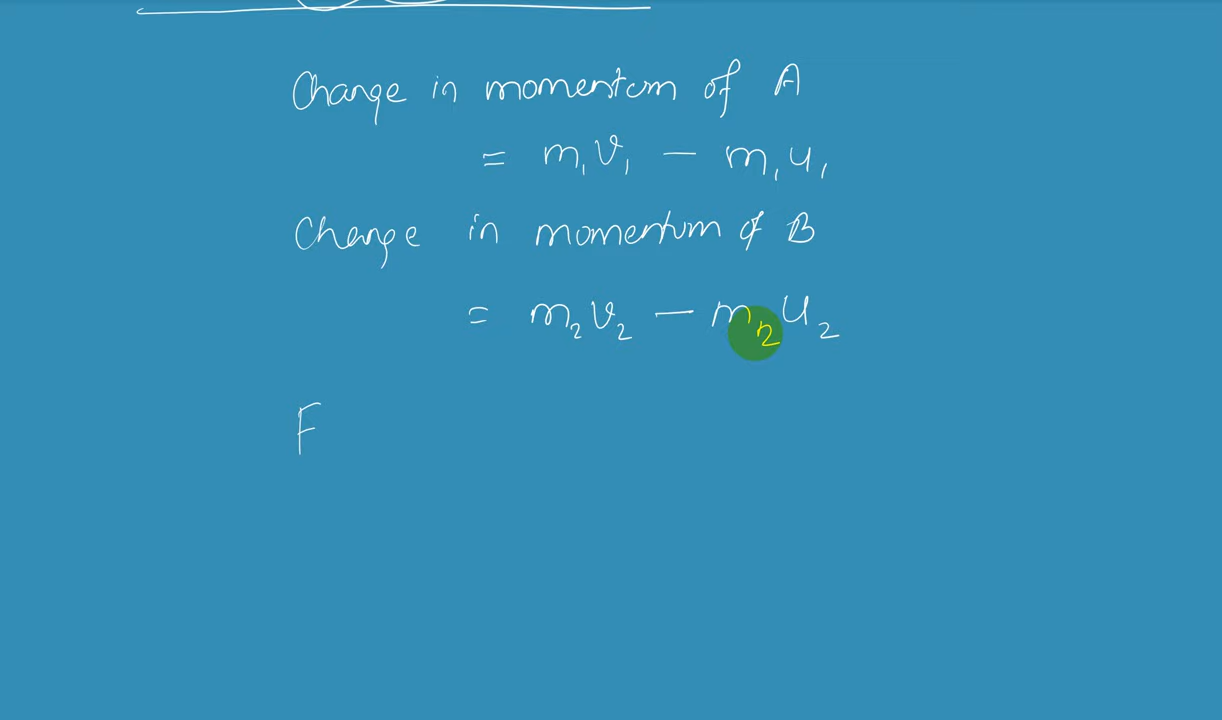 Change in momentum of A
= m₁v₁ — m₁u₁
Change in momentum of B
= m₂v₂ — m₂u₂
F